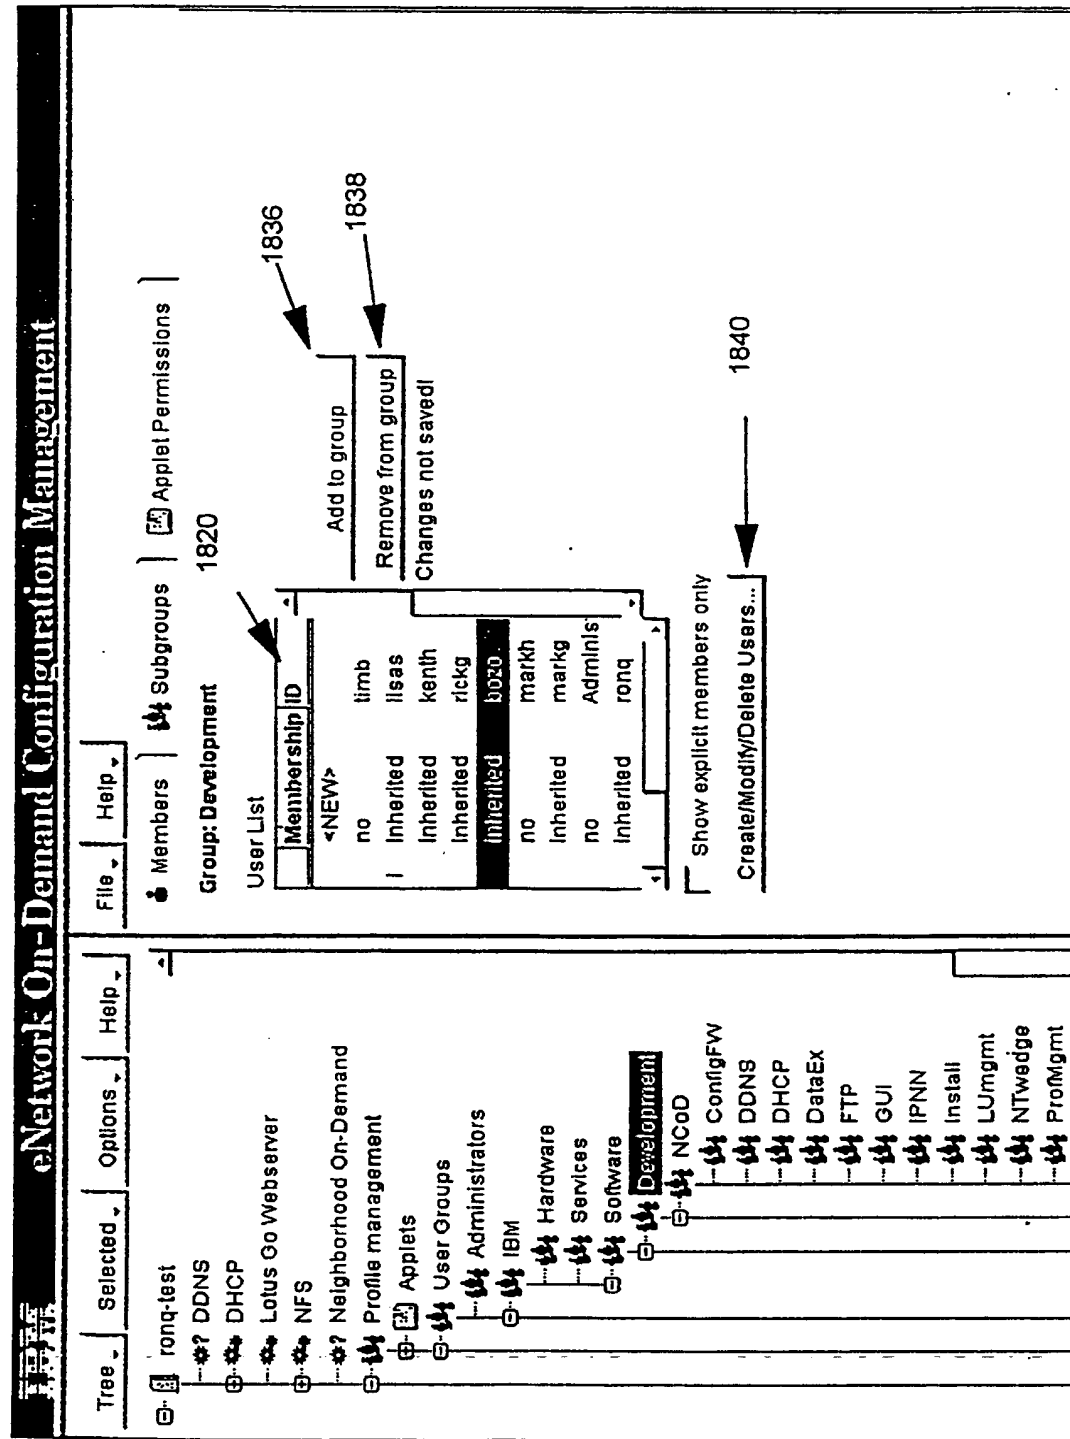 IBM
eNetwork On-Demand Configuration Management
Tree Selected Options Help
ronq-test
? DDNS
DHCP
Lotus Go Webserver
NFS
? Neighborhood On-Demand
Profile management
Applets
User Groups
Administrators
IBM
Hardware
Services
Software
Development
NCoD
ConfigFW
DDNS
DHCP
DataEx
FTP
GUI
IPNN
Install
LUmgmt
NTwedge
ProfMgmt
File Help
Members Subgroups Applet Permissions
Group: Development
1820
User List
Membership ID
<NEW>
no timb
Inherited lisas
Inherited kenth
Inherited rickg
Inherited bozo
no markh
Inherited markg
no Adminis
Inherited ronq
Add to group
1836
Remove from group
1838
Changes not saved!
Show explicit members only
Create/Modify/Delete Users...
1840